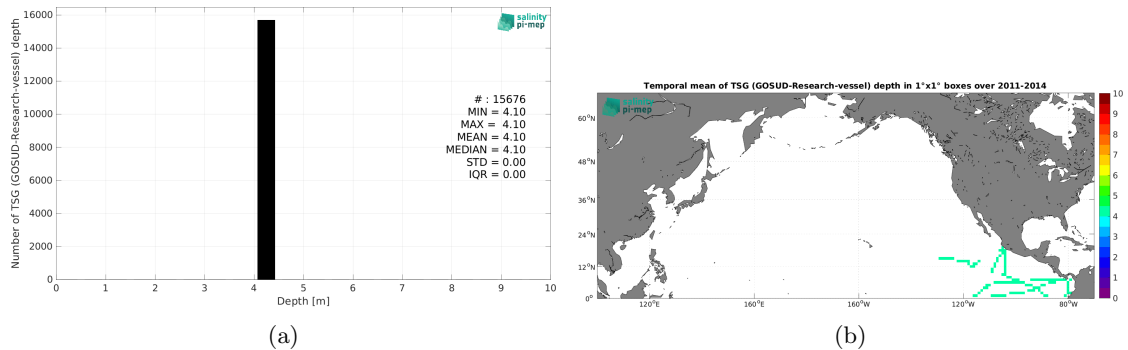 16000
14000
12000
10000
8000
6000
4000
2000
0
Number of TSG (GOSUD-Research-vessel) depth
salinity
pi-mep
# : 15676
MIN = 4.10
MAX = 4.10
MEAN = 4.10
MEDIAN = 4.10
STD = 0.00
IQR = 0.00
0 1 2 3 4 5 6 7 8 9 10
Depth [m]
(a)
Temporal mean of TSG (GOSUD-Research-vessel) depth in 1°x1° boxes over 2011-2014
salinity
pi-mep
60°N
48°N
36°N
24°N
12°N
0°
120°E 160°E 160°W 120°W 80°W
10
9
8
7
6
5
4
3
2
1
0
(b)